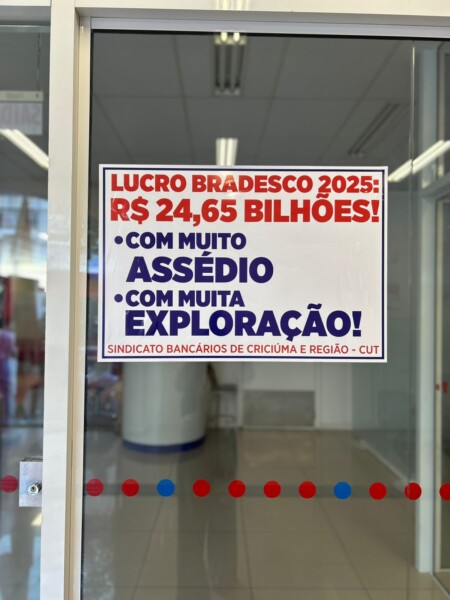 LUCRO BRADESCO 2025:
R$ 24,65 BILHÕES!
• COM MUITO
ASSÉDIO
• COM MUITA
EXPLORAÇÃO!
SINDICATO BANCÁRIOS DE CRICIÚMA E REGIÃO - CUT